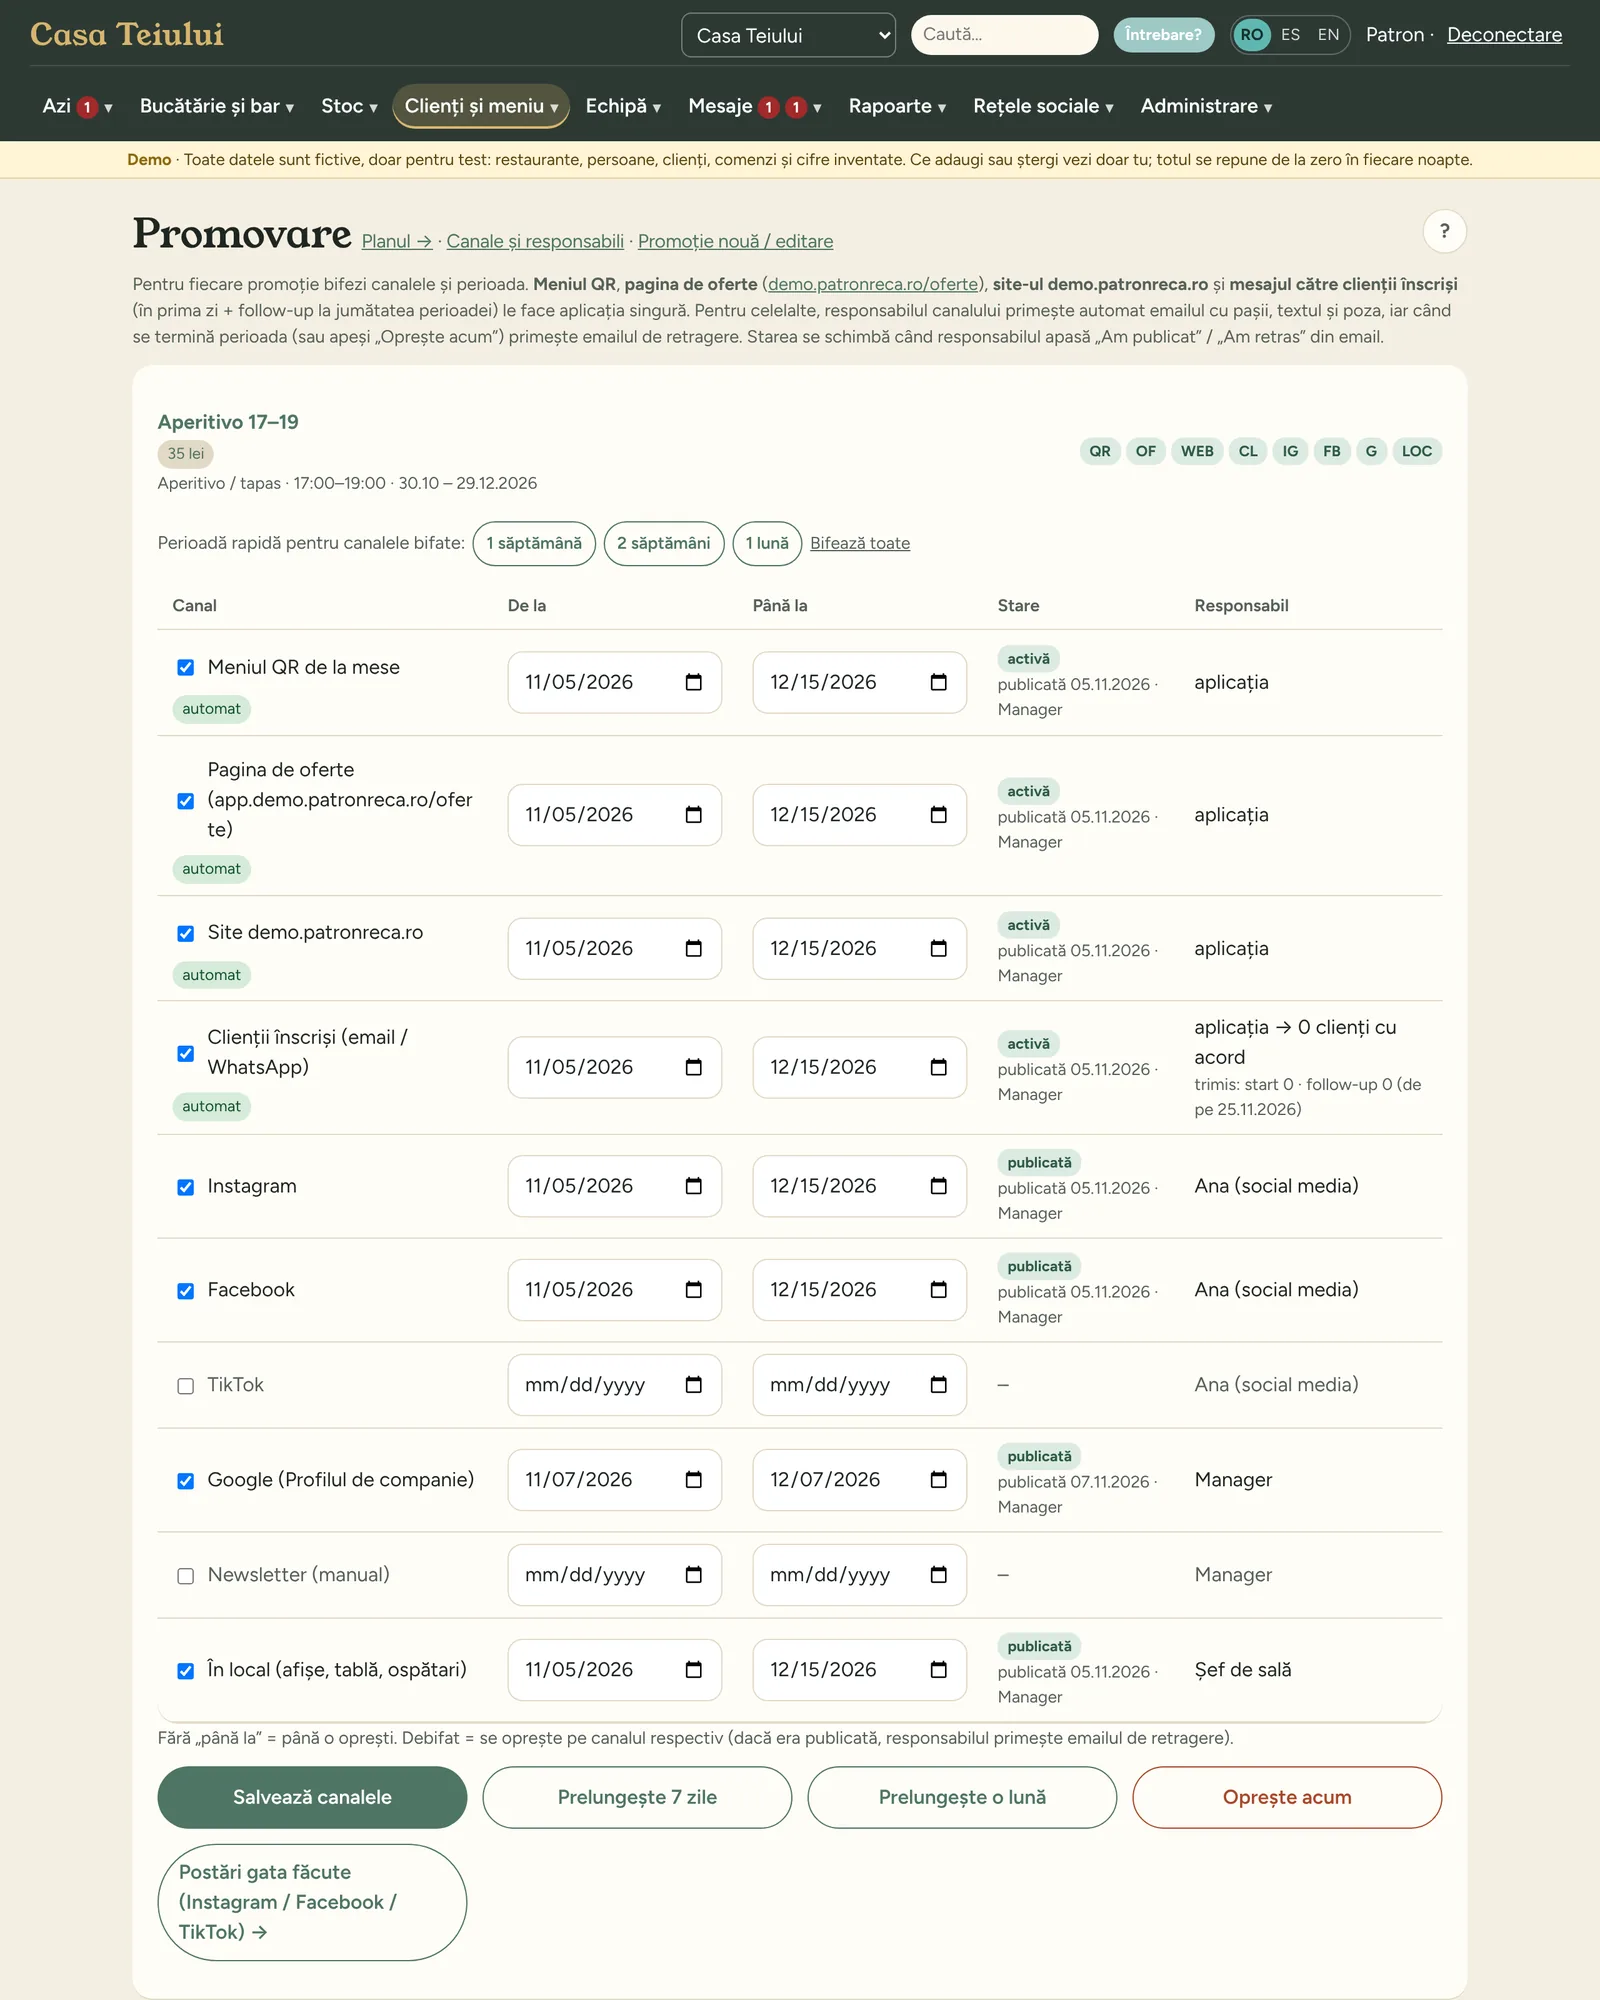 Casa Teiului
Casa Teiului
Caută...
Întrebare?
RO ES EN
Patron · Deconectare
Azi 1 ▾ Bucătărie și bar ▾ Stoc ▾ Clienți și meniu ▾ Echipă ▾ Mesaje 1 1 ▾ Rapoarte ▾ Rețele sociale ▾ Administrare ▾
Demo · Toate datele sunt fictive, doar pentru test: restaurante, persoane, clienți, comenzi și cifre inventate. Ce adaugi sau ștergi vezi doar tu; totul se repune de la zero în fiecare noapte.
Promovare Planul → · Canale și responsabili · Promoție nouă / editare
?
Pentru fiecare promoție bifezi canalele și perioada. Meniul QR, pagina de oferte (demo.patronreca.ro/oferte), site-ul demo.patronreca.ro și mesajul către clienții înscriși
(în prima zi + follow-up la jumătatea perioadei) le face aplicația singură. Pentru celelalte, responsabilul canalului primește automat emailul cu pașii, textul și poza, iar când
se termină perioada (sau apeși „Oprește acum”) primește emailul de retragere. Starea se schimbă când responsabilul apasă „Am publicat” / „Am retras” din email.
Aperitivo 17–19
35 lei
Aperitivo / tapas · 17:00–19:00 · 30.10 – 29.12.2026
QR OF WEB CL IG FB G LOC
Perioadă rapidă pentru canalele bifate: 1 săptămână 2 săptămâni 1 lună Bifează toate
Canal De la Până la Stare Responsabil
Meniul QR de la mese
automat
11/05/2026 12/15/2026
activă
publicată 05.11.2026 ·
Manager
aplicația
Pagina de oferte
(app.demo.patronreca.ro/ofer
te)
automat
11/05/2026 12/15/2026
activă
publicată 05.11.2026 ·
Manager
aplicația
Site demo.patronreca.ro
automat
11/05/2026 12/15/2026
activă
publicată 05.11.2026 ·
Manager
aplicația
Clienții înscriși (email /
WhatsApp)
automat
11/05/2026 12/15/2026
activă
publicată 05.11.2026 ·
Manager
aplicația → 0 clienți cu
acord
trimis: start 0 · follow-up 0 (de
pe 25.11.2026)
Instagram
11/05/2026 12/15/2026
publicată
publicată 05.11.2026 ·
Manager
Ana (social media)
Facebook
11/05/2026 12/15/2026
publicată
publicată 05.11.2026 ·
Manager
Ana (social media)
TikTok mm/dd/yyyy mm/dd/yyyy – Ana (social media)
Google (Profilul de companie)
11/07/2026 12/07/2026
publicată
publicată 07.11.2026 ·
Manager
Manager
Newsletter (manual) mm/dd/yyyy mm/dd/yyyy – Manager
În local (afișe, tablă, ospătari)
11/05/2026 12/15/2026
publicată
publicată 05.11.2026 ·
Manager
Șef de sală
Fără „până la” = până o oprești. Debifat = se oprește pe canalul respectiv (dacă era publicată, responsabilul primește emailul de retragere).
Salvează canalele Prelungește 7 zile Prelungește o lună Oprește acum
Postări gata făcute
(Instagram / Facebook /
TikTok) →